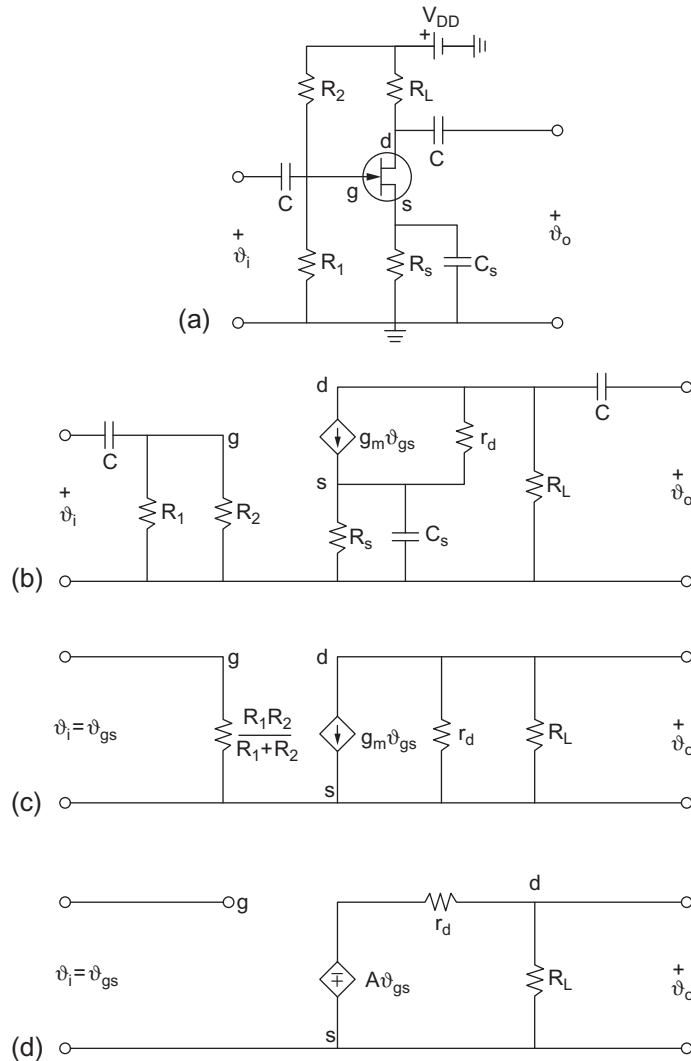 V_DD
+
R_2
R_L
d
C
C
g
s
+
ϑ_i
R_1
R_s
C_s
+
ϑ_o
(a)
d
C
g
C
g_mϑ_gs
r_d
s
+
ϑ_i
R_1
R_2
R_L
+
ϑ_o
R_s
C_s
(b)
g
d
ϑ_i=ϑ_gs
R_1R_2
R_1+R_2
g_mϑ_gs
r_d
R_L
+
ϑ_o
s
(c)
g
d
r_d
ϑ_i=ϑ_gs
∓
Aϑ_gs
R_L
+
ϑ_o
s
(d)